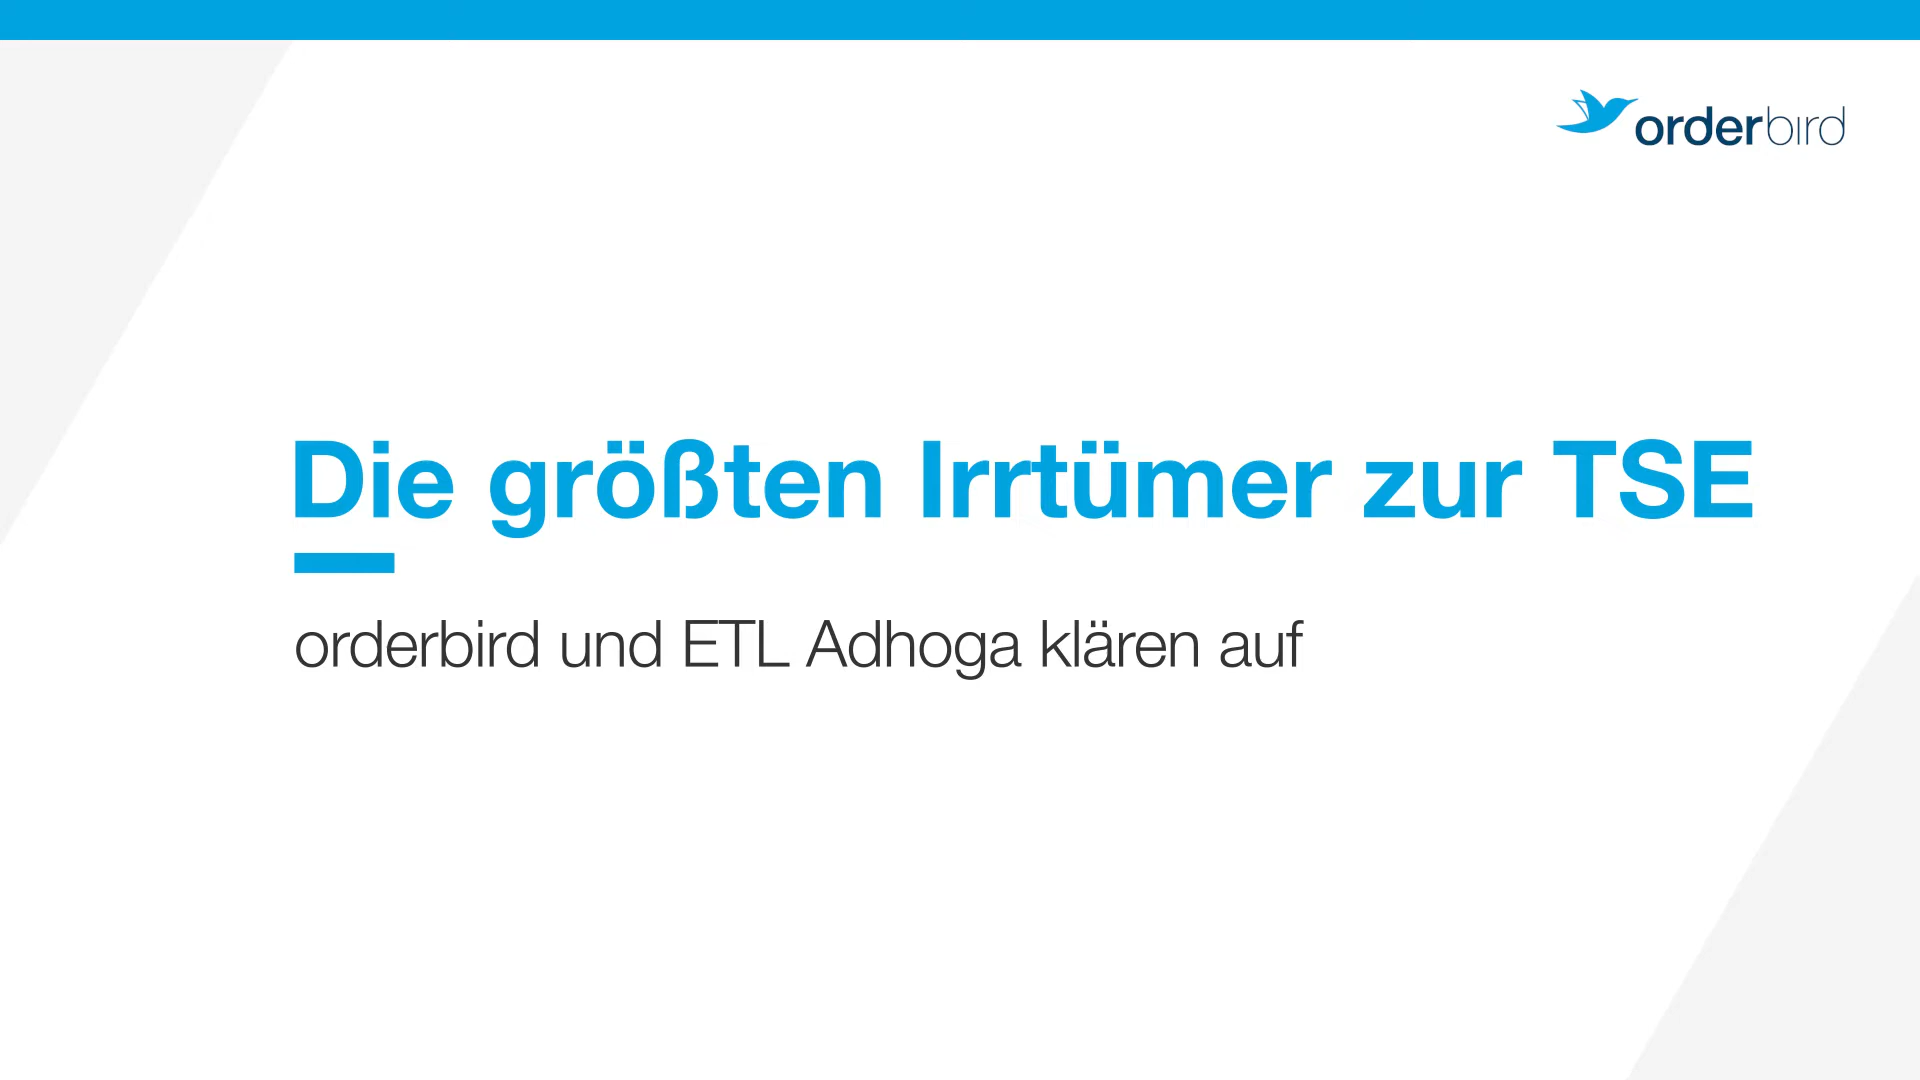 orderbird
Die größten Irrtümer zur TSE
orderbird und ETL Adhoga klären auf